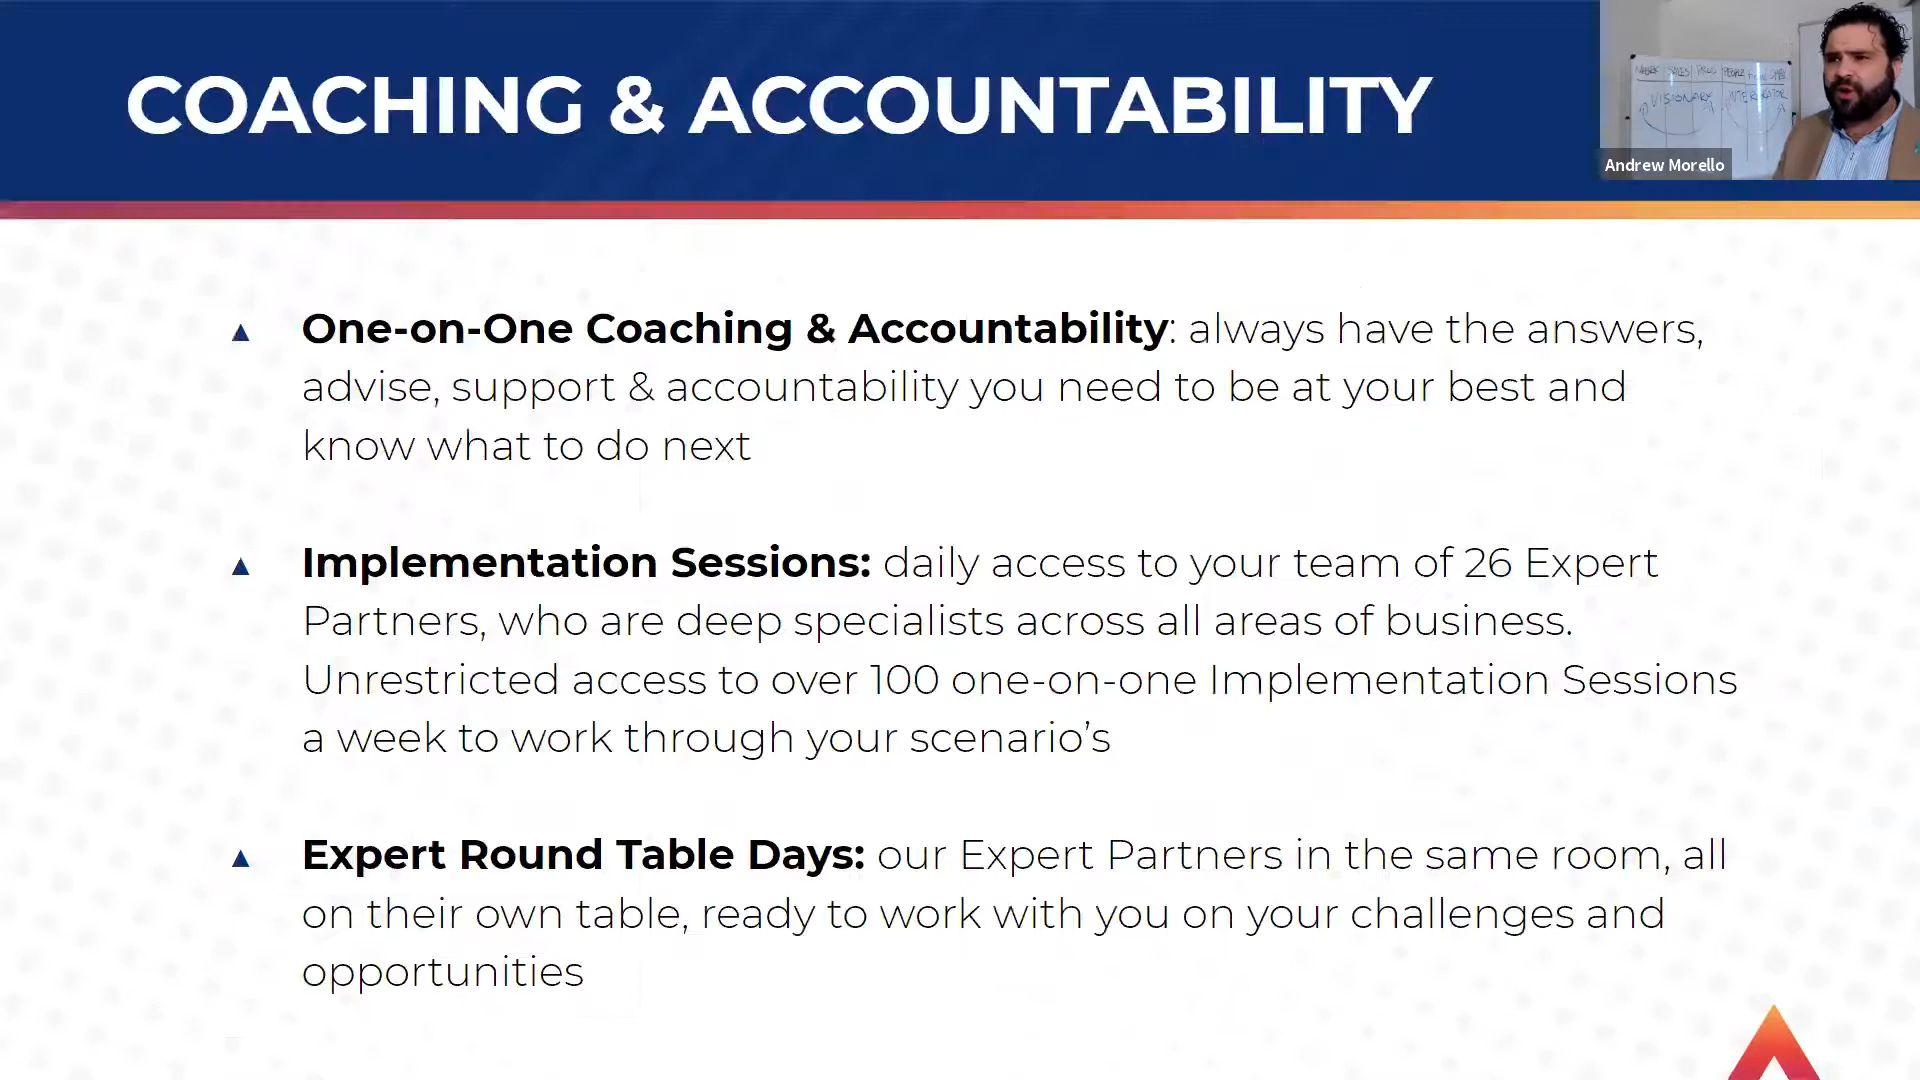 COACHING & ACCOUNTABILITY
VISIONARY
Andrew Morello
One-on-One Coaching & Accountability: always have the answers,
advise, support & accountability you need to be at your best and
know what to do next
Implementation Sessions: daily access to your team of 26 Expert
Partners, who are deep specialists across all areas of business.
Unrestricted access to over 100 one-on-one Implementation Sessions
a week to work through your scenario’s
Expert Round Table Days: our Expert Partners in the same room, all
on their own table, ready to work with you on your challenges and
opportunities